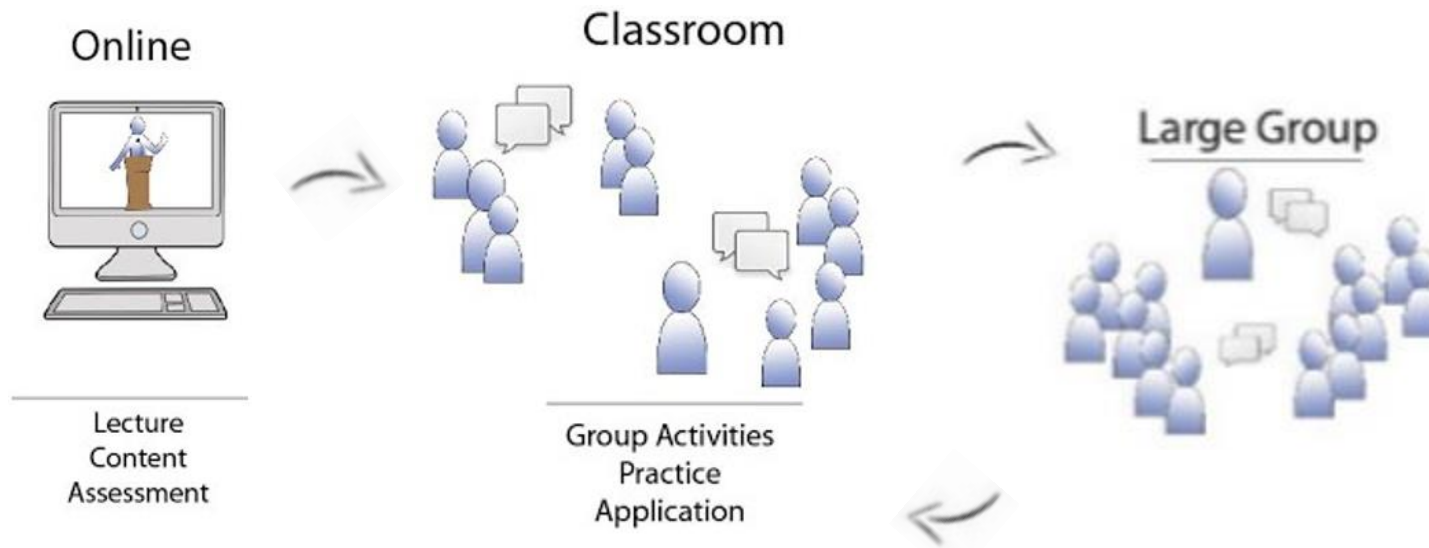 Online
Classroom
Large Group
Lecture
Content
Assessment
Group Activities
Practice
Application